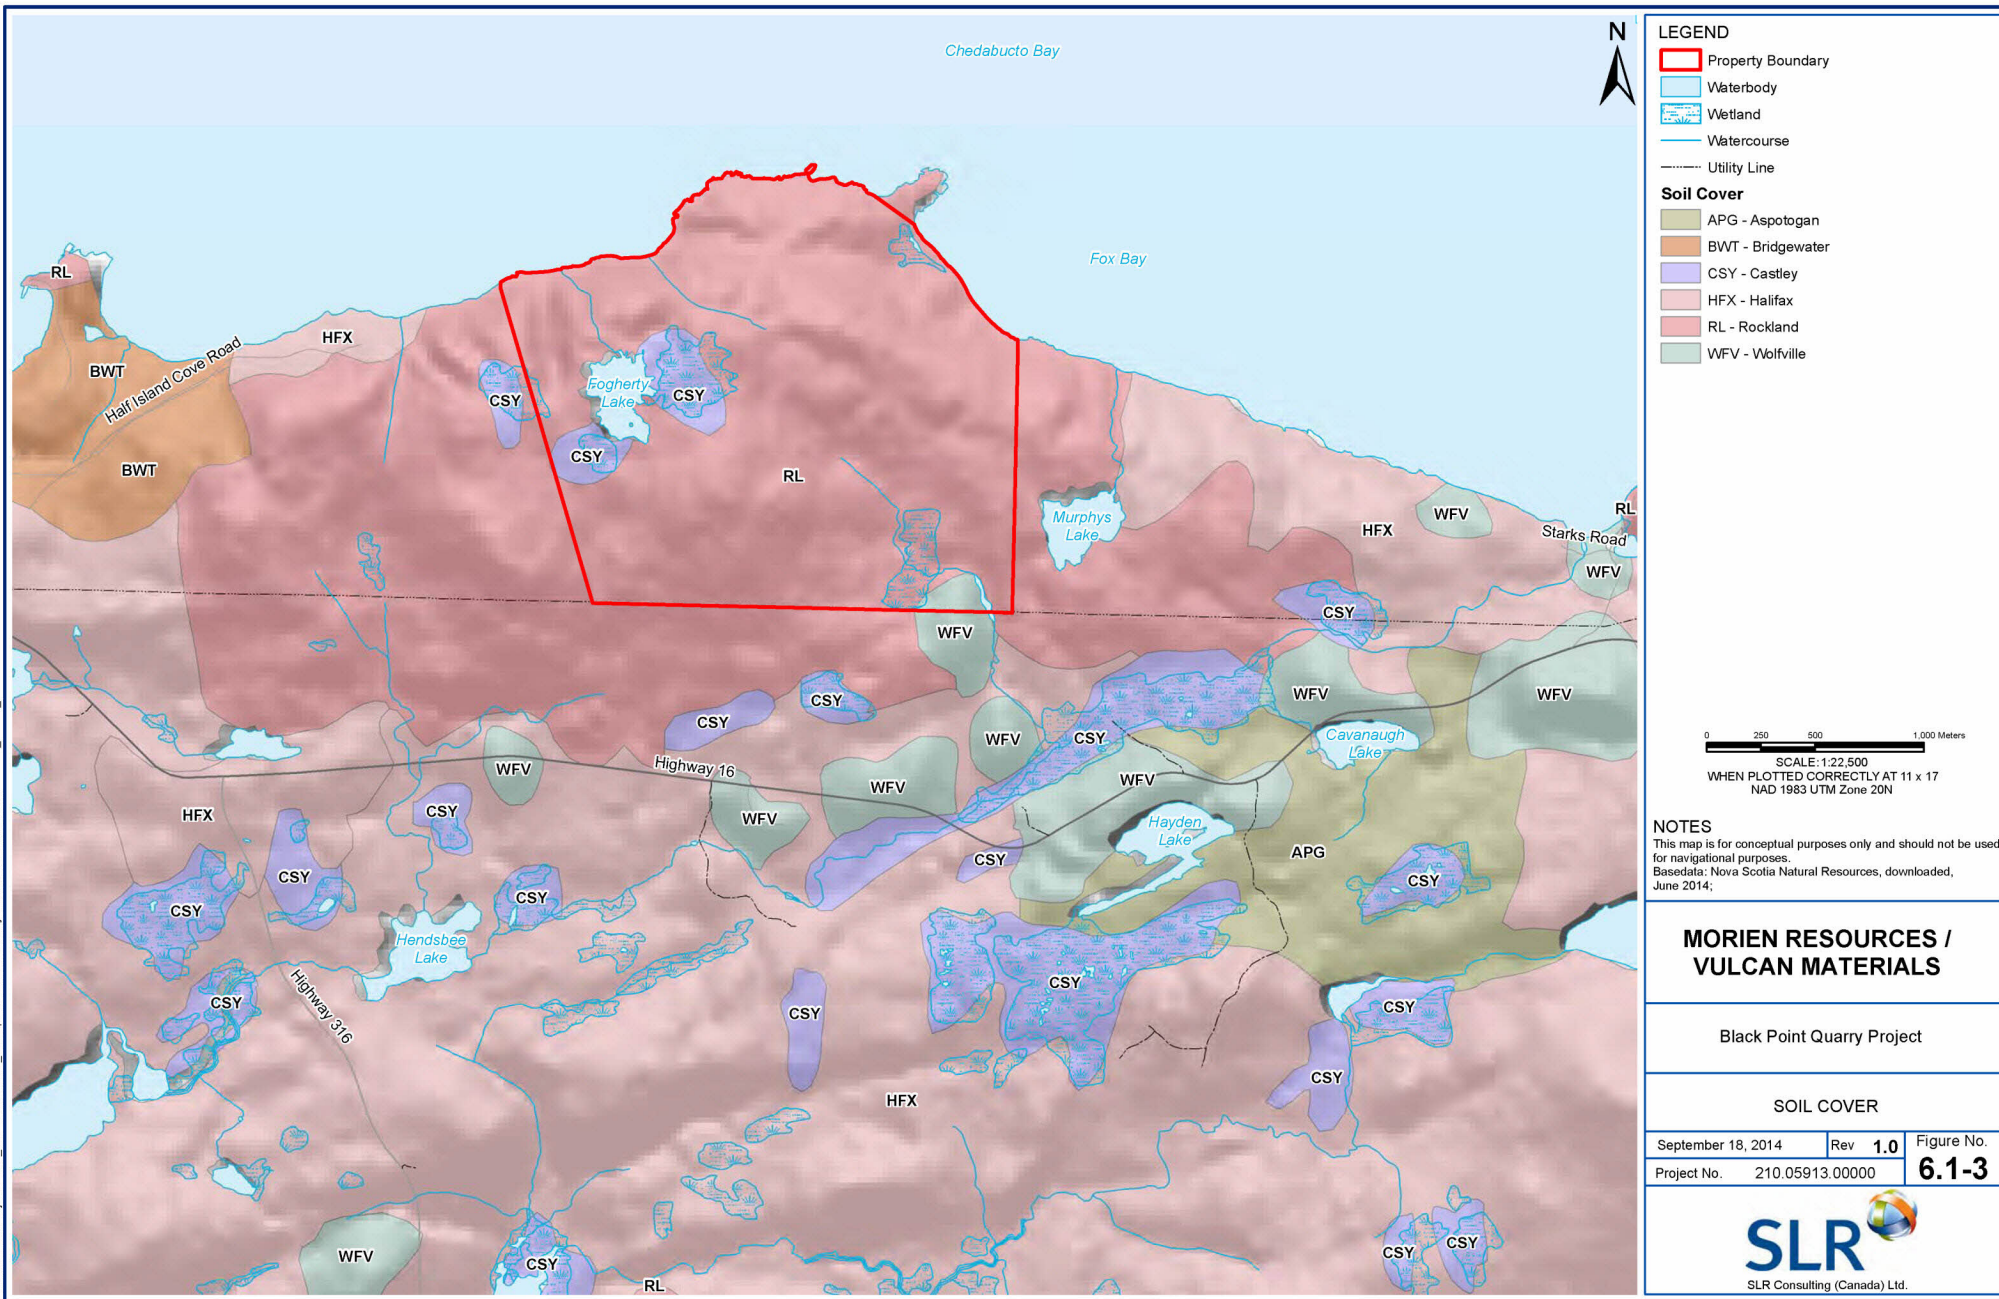 Chedabucto Bay
N
Fox Bay
RL
HFX
BWT
Half Island Cove Road
BWT
CSY
Fogherty
Lake
CSY
CSY
RL
Murphys
Lake
WFV
HFX
RL
Starks Road
WFV
CSY
WFV
CSY
CSY
WFV
WFV
WFV
CSY
Cavanaugh
Lake
WFV
Highway 16
WFV
WFV
WFV
HFX
CSY
Hayden
Lake
CSY
APG
CSY
CSY
CSY
CSY
Hendsbee
Lake
CSY
Highway 316
CSY
CSY
CSY
CSY
HFX
WFV
CSY
RL
CSY
CSY
LEGEND
Property Boundary
Waterbody
Wetland
Watercourse
Utility Line
Soil Cover
APG - Aspotogan
BWT - Bridgewater
CSY - Castley
HFX - Halifax
RL - Rockland
WFV - Wolfville
0 250 500 1,000 Meters
SCALE: 1:22,500
WHEN PLOTTED CORRECTLY AT 11 x 17
NAD 1983 UTM Zone 20N
NOTES
This map is for conceptual purposes only and should not be used
for navigational purposes.
Basedata: Nova Scotia Natural Resources, downloaded,
June 2014;
MORIEN RESOURCES /
VULCAN MATERIALS
Black Point Quarry Project
SOIL COVER
September 18, 2014
Rev 1.0
Figure No.
6.1-3
Project No. 210.05913.00000
SLR
SLR Consulting (Canada) Ltd.